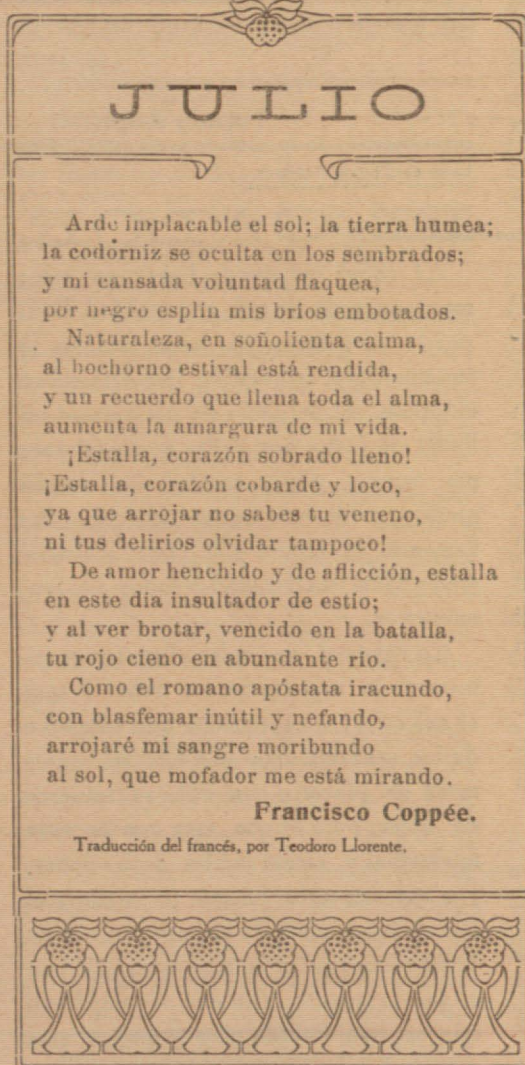 JULIO
Arde implacable el sol; la tierra humea;
la codorniz se oculta en los sembrados;
y mi cansada voluntad flaquea,
por negro esplin mis brios embotados.
Naturaleza, en soñolienta calma,
al bochorno estival está rendida,
y un recuerdo que llena toda el alma,
aumenta la amargura de mi vida.
¡Estalla, corazón sobrado lleno!
¡Estalla, corazón cobarde y loco,
ya que arrojar no sabes tu veneno,
ni tus delirios olvidar tampoco!
De amor henchido y de aflicción, estalla
en este dia insultador de estio;
y al ver brotar, vencido en la batalla,
tu rojo cieno en abundante rio.
Como el romano apóstata iracundo,
con blasfemar inútil y nefando,
arrojaré mi sangre moribundo
al sol, que mofador me está mirando.
Francisco Coppée.
Traducción del francés, por Teodoro Llorente.